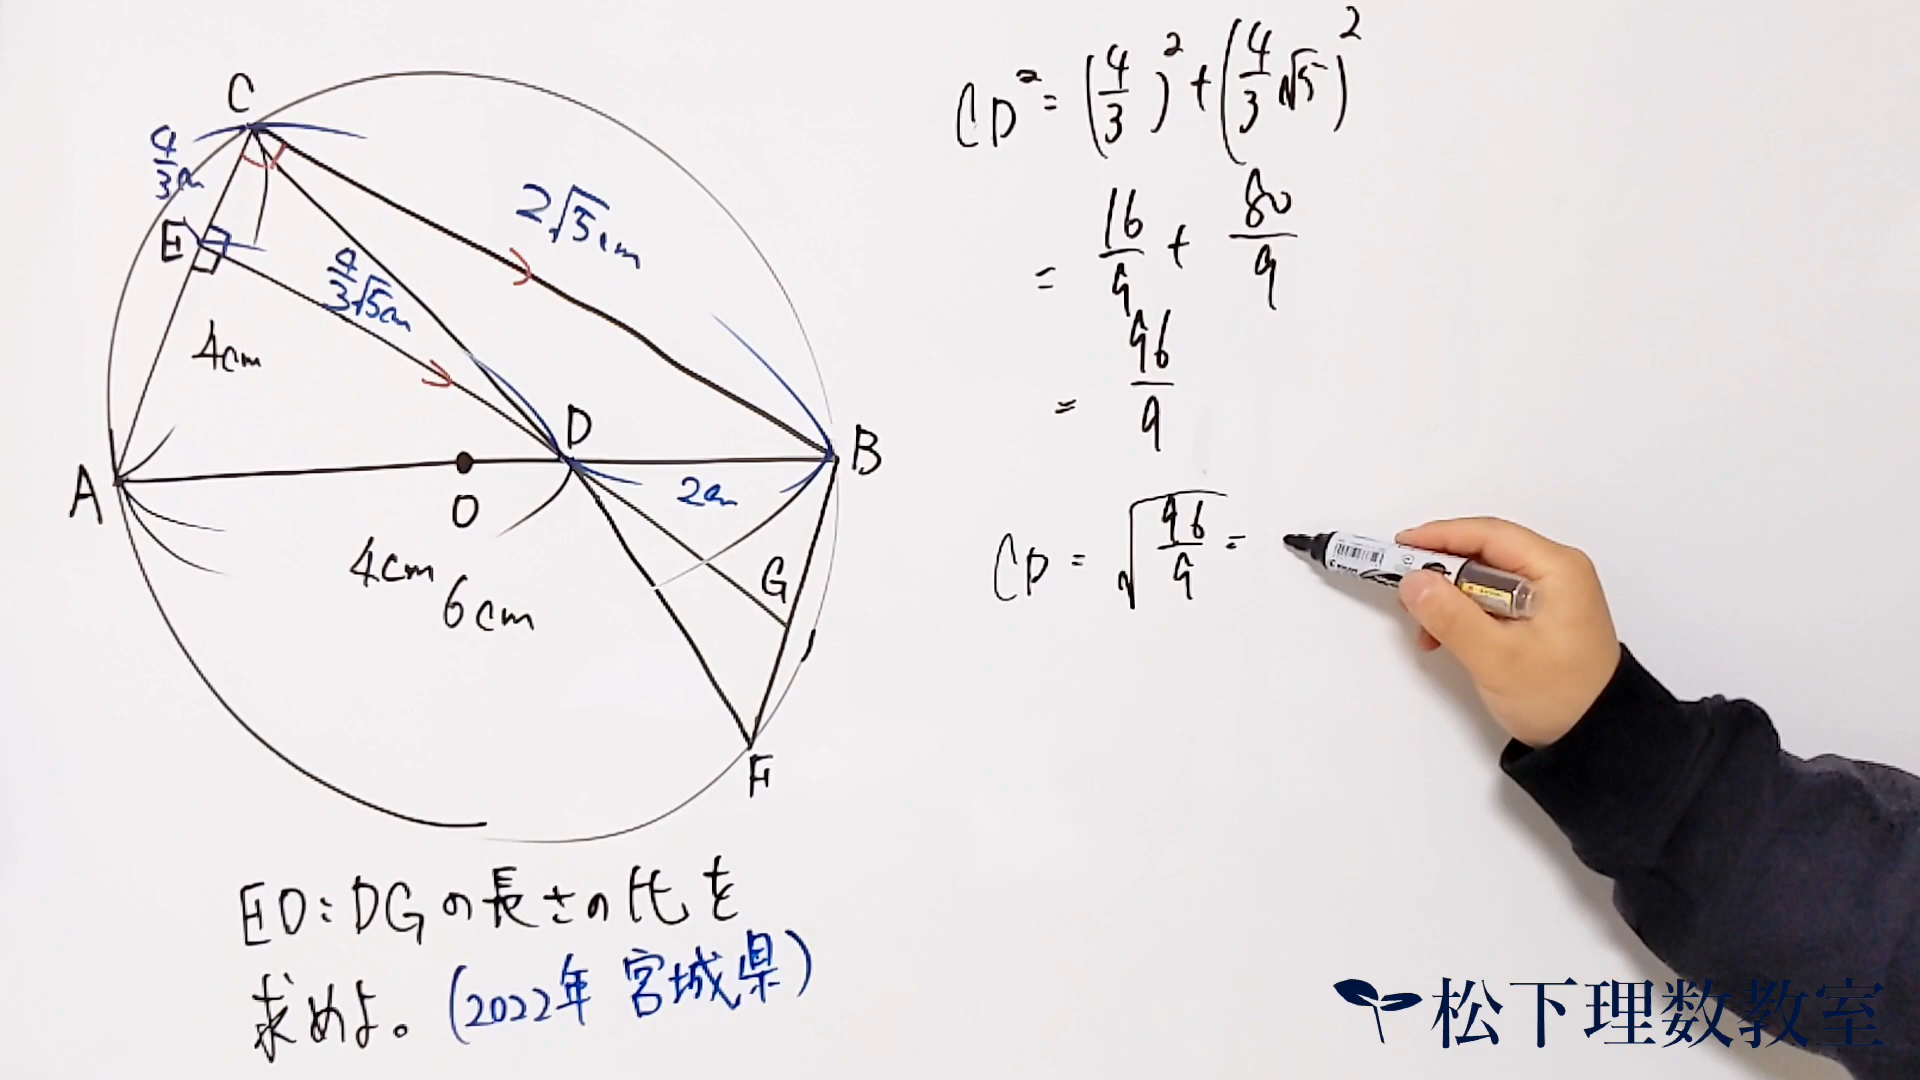 C
4/3 cm
2√5cm
E
4/3√5cm
4cm
D
B
A
O
2cm
4cm
6cm
G
F
ED:DGの長さの比を
求めよ。(2022年 宮城県)
CD² = (4/3)² + (4/3√5)²
= 16/9 + 80/9
= 96/9
CD = √96/9 =
松下理数教室